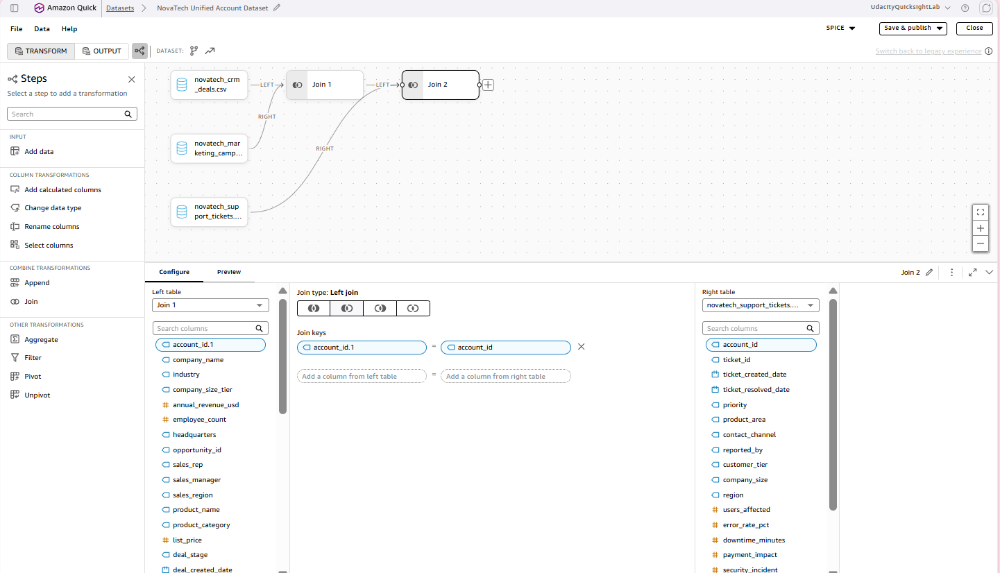 Amazon Quick
Datasets
NovaTech Unified Account Dataset
UdacityQuicksightLab
File
Data
Help
SPICE
Save & publish
Close
TRANSFORM
OUTPUT
DATASET:
Switch back to legacy experience
Steps
Select a step to add a transformation
Search
INPUT
Add data
COLUMN TRANSFORMATIONS
Add calculated columns
Change data type
Rename columns
Select columns
COMBINE TRANSFORMATIONS
Append
Join
OTHER TRANSFORMATIONS
Aggregate
Filter
Pivot
Unpivot
novatech_crm
_deals.csv
LEFT
Join 1
LEFT
Join 2
RIGHT
novatech_mar
keting_camp...
RIGHT
novatech_sup
port_tickets....
Configure
Preview
Join 2
Left table
Join 1
Search columns
account_id.1
company_name
industry
company_size_tier
annual_revenue_usd
employee_count
headquarters
opportunity_id
sales_rep
sales_manager
sales_region
product_name
product_category
list_price
deal_stage
deal_created_date
Join type: Left join
Join keys
account_id.1
=
account_id
Add a column from left table
=
Add a column from right table
Right table
novatech_support_tickets....
Search columns
account_id
ticket_id
ticket_created_date
ticket_resolved_date
priority
product_area
contact_channel
reported_by
customer_tier
company_size
region
users_affected
error_rate_pct
downtime_minutes
payment_impact
security_incident